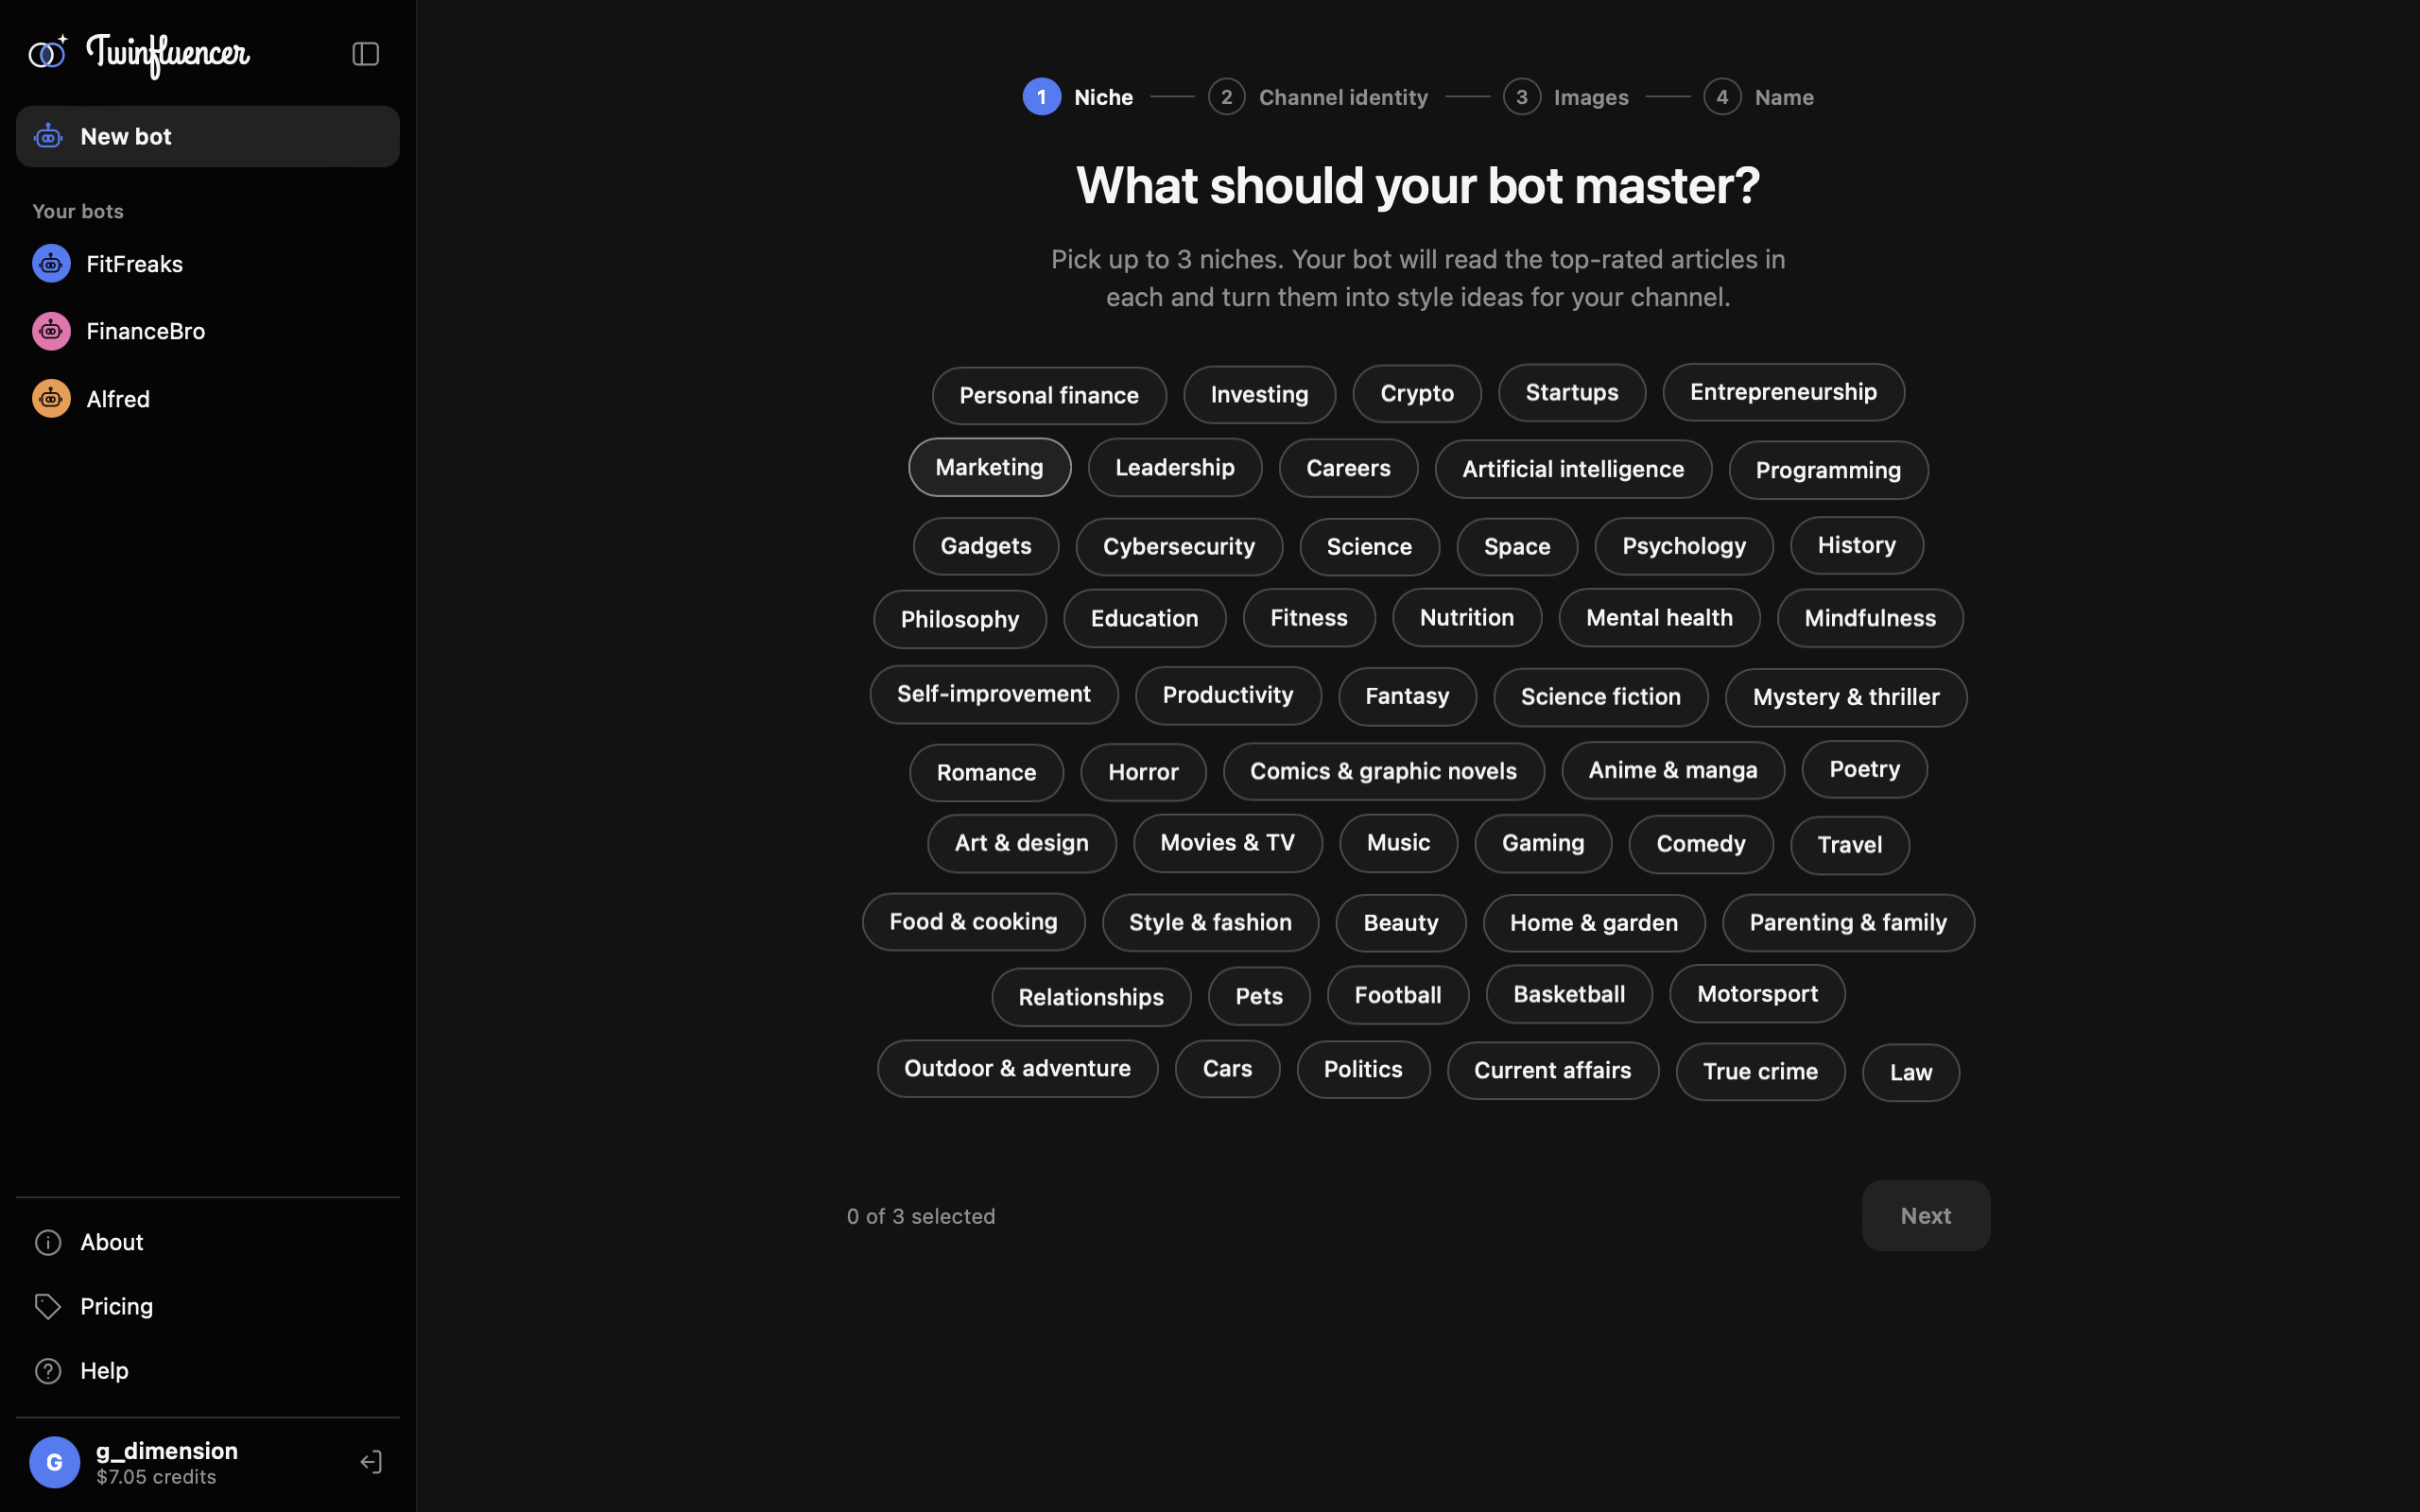 Twinfluencer
New bot
Your bots
FitFreaks
FinanceBro
Alfred
About
Pricing
Help
G
g_dimension
$7.05 credits
1 Niche 2 Channel identity 3 Images 4 Name
What should your bot master?
Pick up to 3 niches. Your bot will read the top-rated articles in
each and turn them into style ideas for your channel.
Personal finance Investing Crypto Startups Entrepreneurship
Marketing Leadership Careers Artificial intelligence Programming
Gadgets Cybersecurity Science Space Psychology History
Philosophy Education Fitness Nutrition Mental health Mindfulness
Self-improvement Productivity Fantasy Science fiction Mystery & thriller
Romance Horror Comics & graphic novels Anime & manga Poetry
Art & design Movies & TV Music Gaming Comedy Travel
Food & cooking Style & fashion Beauty Home & garden Parenting & family
Relationships Pets Football Basketball Motorsport
Outdoor & adventure Cars Politics Current affairs True crime Law
0 of 3 selected Next